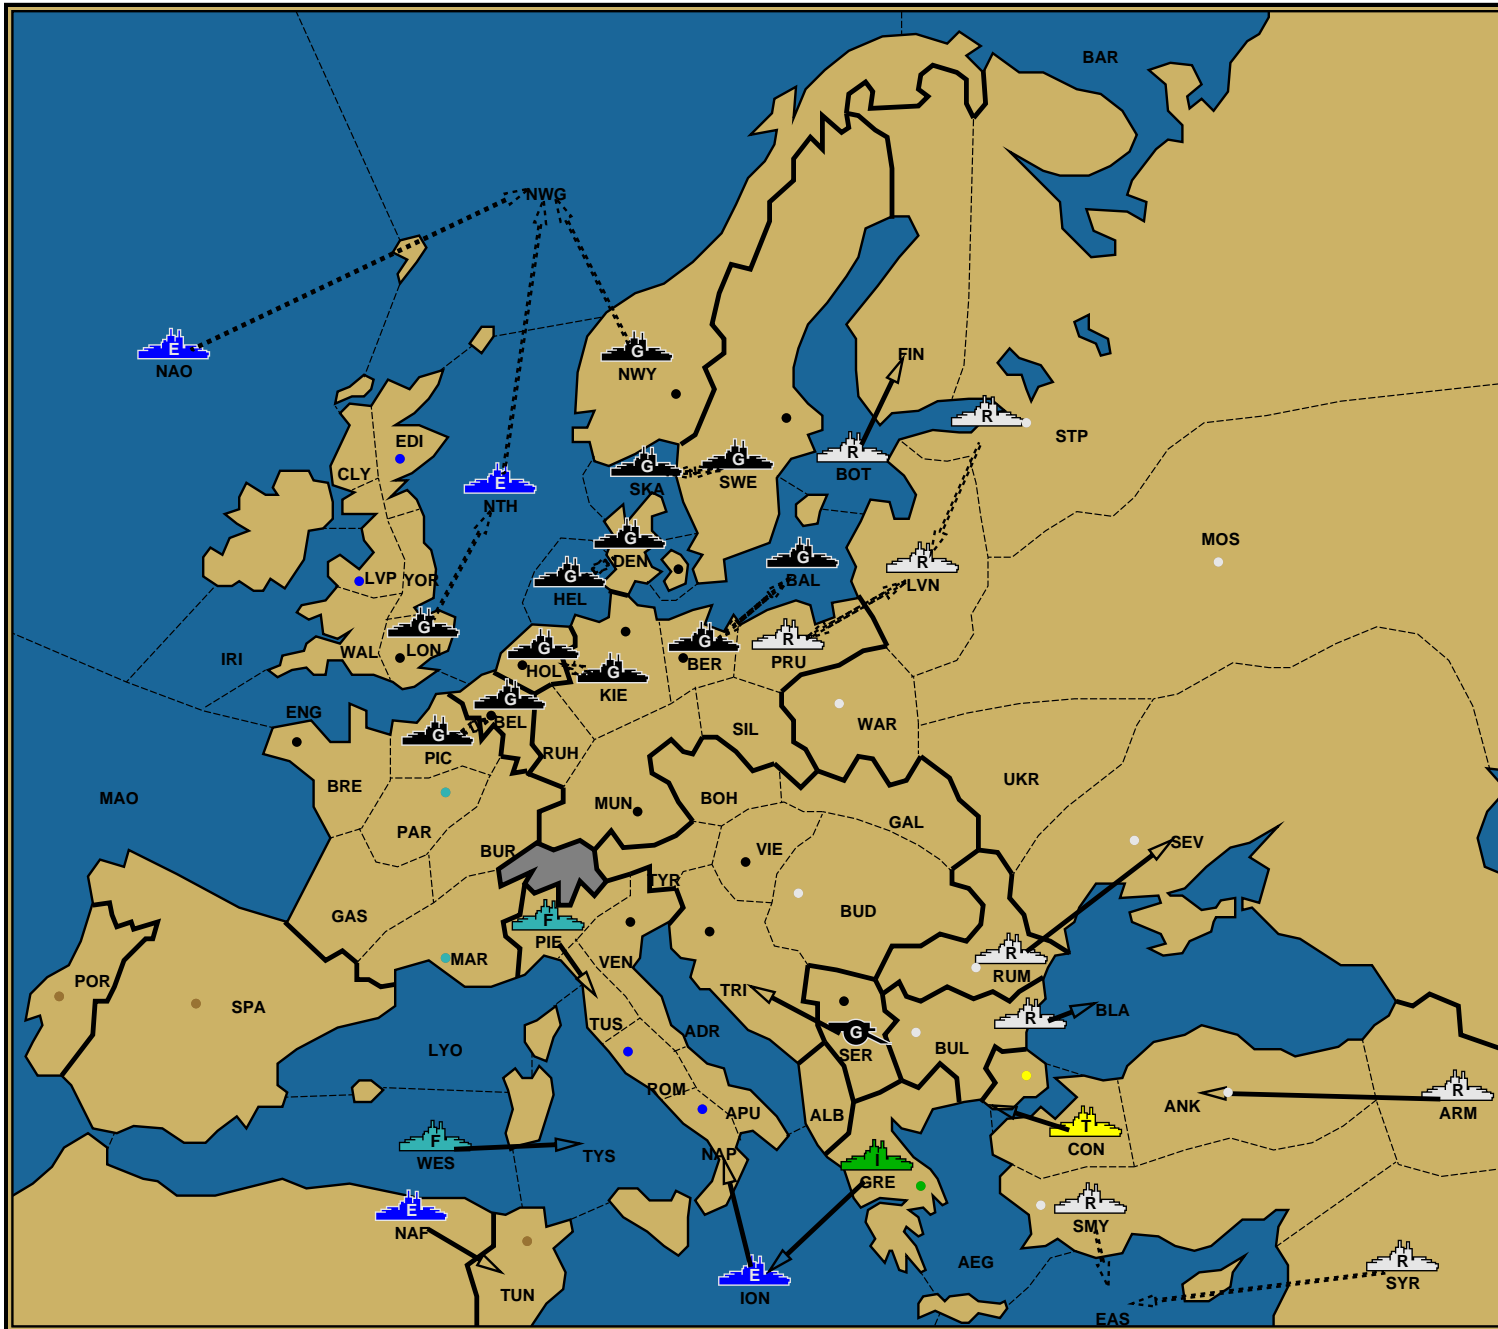 BAR
NWG
E
NAO
G
NWY
FIN
R
STP
EDI
CLY
G
SKA
G
SWE
R
BOT
E
NTH
MOS
G
DEN
G
BAL
R
LVN
G
HEL
LVP
YOR
G
LON
WAL
IRI
G
HOL
G
KIE
G
BER
R
PRU
G
BEL
ENG
G
PIC
RUH
SIL
WAR
UKR
BRE
MAO
MUN
BOH
PAR
GAL
BUR
VIE
SEV
TYR
BUD
GAS
F
PIE
MAR
VEN
R
RUM
POR
SPA
TRI
R
BLA
TUS
ADR
G
SER
BUL
LYO
ROM
APU
ALB
ANK
R
ARM
T
CON
F
WES
TYS
NAP
I
GRE
E
NAF
R
SMY
AEG
R
SYR
E
ION
TUN
EAS